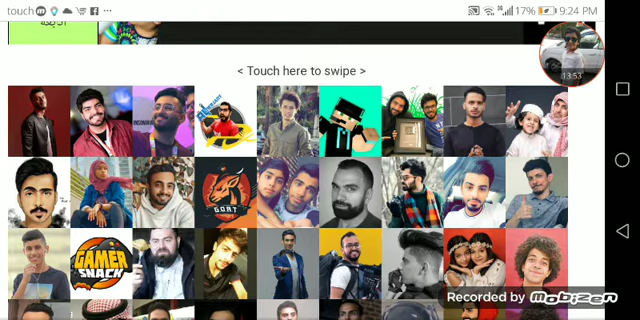 touch
17%
9:24 PM
13:53
< Touch here to swipe >
G.O.A.T
GAMER
SNACK
Recorded by mobizen